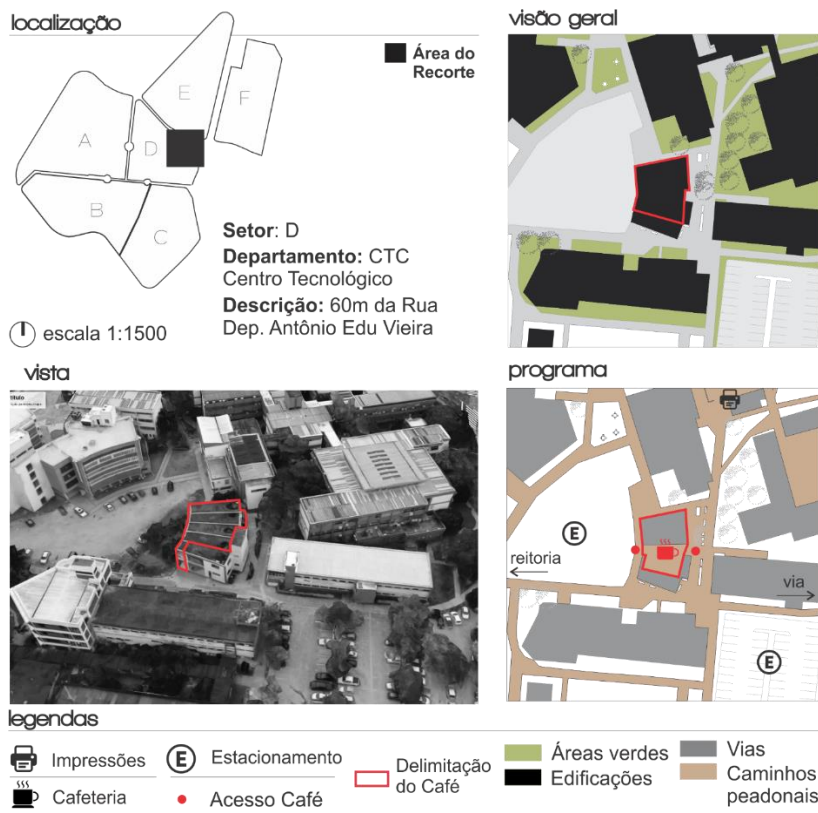 localização
Área do
Recorte
A
B
C
D
E
F
Setor: D
Departamento: CTC
Centro Tecnológico
Descrição: 60m da Rua
Dep. Antônio Edu Vieira
escala 1:1500
visão geral
vista
programa
E
reitoria
via
E
legendas
Impressões
Cafeteria
E Estacionamento
Acesso Café
Delimitação
do Café
Áreas verdes
Edificações
Vias
Caminhos
peadonais